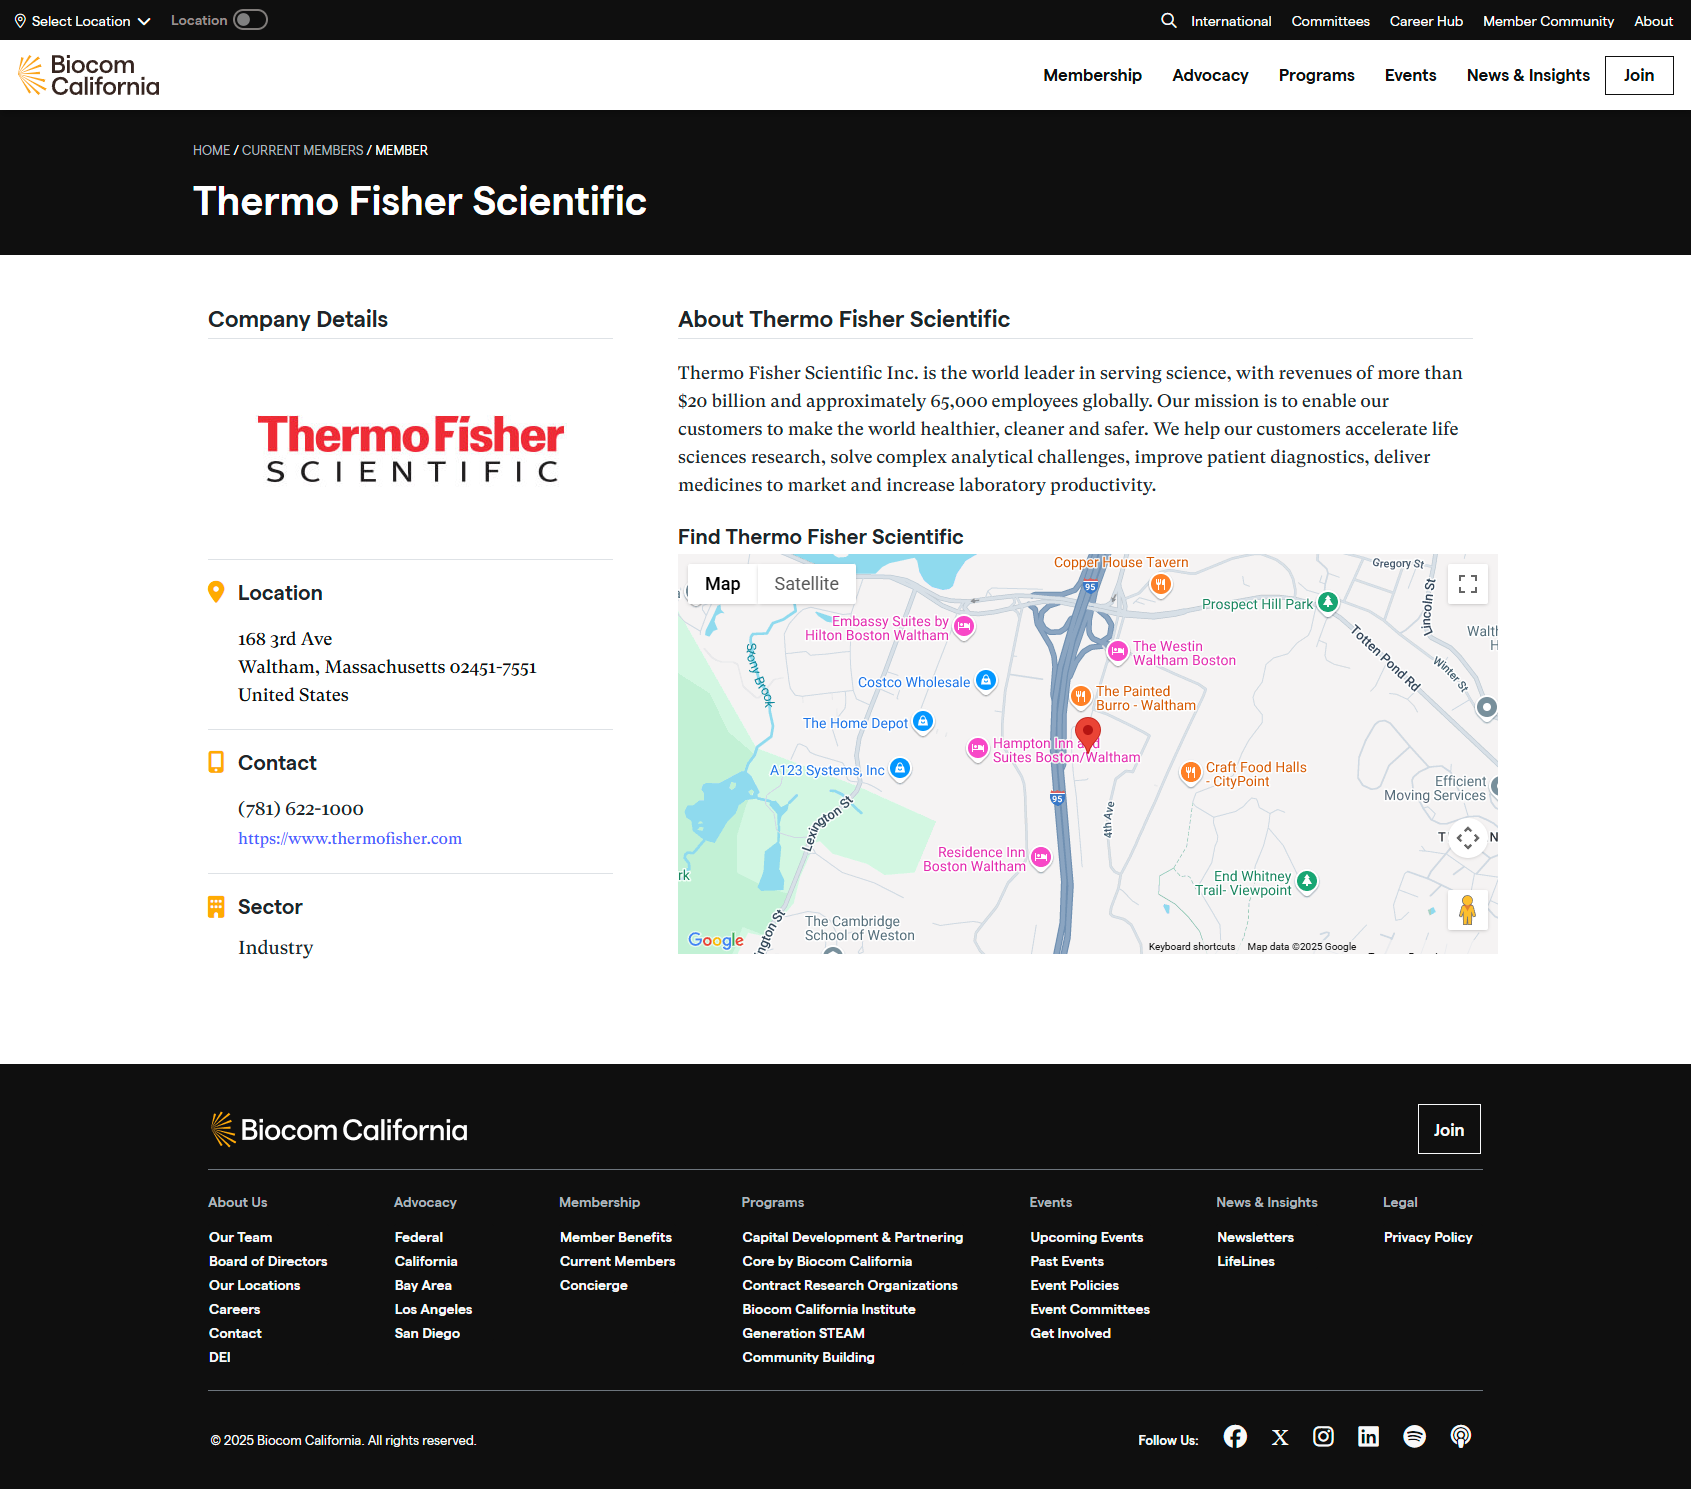 Select Location
Location
International
Committees
Career Hub
Member Community
About
Biocom
California
Membership
Advocacy
Programs
Events
News & Insights
Join
HOME / CURRENT MEMBERS / MEMBER
Thermo Fisher Scientific
Company Details
ThermoFisher
SCIENTIFIC
Location
168 3rd Ave
Waltham, Massachusetts 02451-7551
United States
Contact
(781) 622-1000
https://www.thermofisher.com
Sector
Industry
About Thermo Fisher Scientific
Thermo Fisher Scientific Inc. is the world leader in serving science, with revenues of more than
$20 billion and approximately 65,000 employees globally. Our mission is to enable our
customers to make the world healthier, cleaner and safer. We help our customers accelerate life
sciences research, solve complex analytical challenges, improve patient diagnostics, deliver
medicines to market and increase laboratory productivity.
Find Thermo Fisher Scientific
Map
Satellite
Copper House Tavern
95
Gregory St
Lincoln St
Prospect Hill Park
Embassy Suites by
Hilton Boston Waltham
Totten Pond Rd
Winter St
Walth
H
The Westin
Waltham Boston
Stony Brook
Costco Wholesale
The Painted
Burro - Waltham
The Home Depot
Hampton Inn and
Suites Boston/Waltham
A123 Systems, Inc
Craft Food Halls
- CityPoint
Efficient
Moving Services
95
4th Ave
Lexington St
T
N
Residence Inn
Boston Waltham
rk
End Whitney
Trail- Viewpoint
The Cambridge
School of Weston
ngton St
Google
Keyboard shortcuts
Map data ©2025 Google
Biocom California
Join
About Us
Our Team
Board of Directors
Our Locations
Careers
Contact
DEI
Advocacy
Federal
California
Bay Area
Los Angeles
San Diego
Membership
Member Benefits
Current Members
Concierge
Programs
Capital Development & Partnering
Core by Biocom California
Contract Research Organizations
Biocom California Institute
Generation STEAM
Community Building
Events
Upcoming Events
Past Events
Event Policies
Event Committees
Get Involved
News & Insights
Newsletters
LifeLines
Legal
Privacy Policy
© 2025 Biocom California. All rights reserved.
Follow Us: